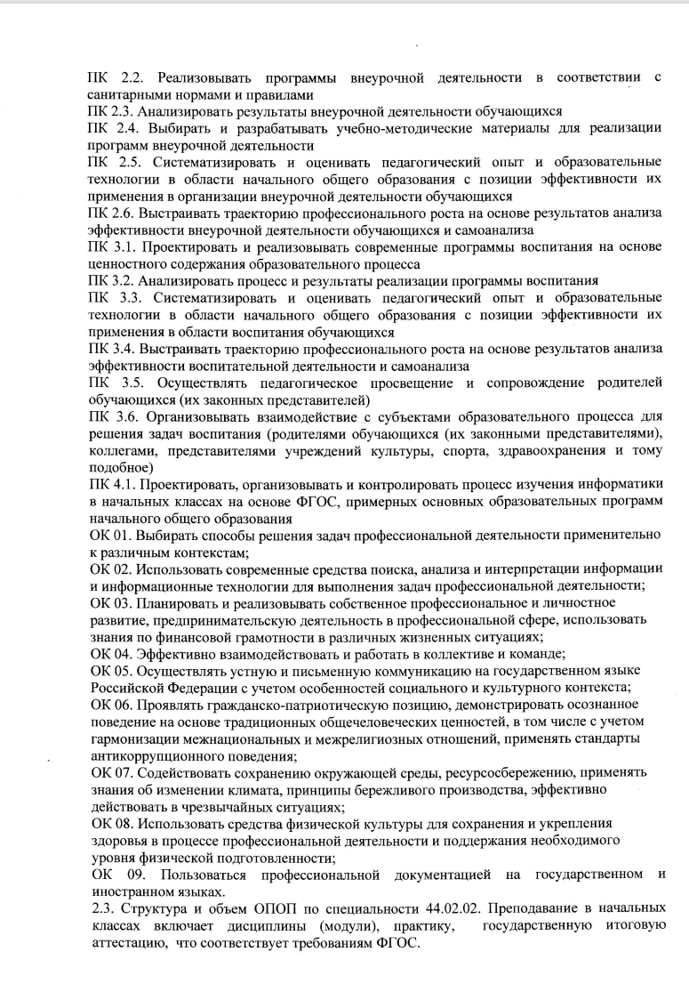 ПК 2.2. Реализовывать программы внеурочной деятельности в соответствии с
санитарными нормами и правилами
ПК 2.3. Анализировать результаты внеурочной деятельности обучающихся
ПК 2.4. Выбирать и разрабатывать учебно-методические материалы для реализации
программ внеурочной деятельности
ПК 2.5. Систематизировать и оценивать педагогический опыт и образовательные
технологии в области начального общего образования с позиции эффективности их
применения в организации внеурочной деятельности обучающихся
ПК 2.6. Выстраивать траекторию профессионального роста на основе результатов анализа
эффективности внеурочной деятельности обучающихся и самоанализа
ПК 3.1. Проектировать и реализовывать современные программы воспитания на основе
ценностного содержания образовательного процесса
ПК 3.2. Анализировать процесс и результаты реализации программы воспитания
ПК 3.3. Систематизировать и оценивать педагогический опыт и образовательные
технологии в области начального общего образования с позиции эффективности их
применения в области воспитания обучающихся
ПК 3.4. Выстраивать траекторию профессионального роста на основе результатов анализа
эффективности воспитательной деятельности и самоанализа
ПК 3.5. Осуществлять педагогическое просвещение и сопровождение родителей
обучающихся (их законных представителей)
ПК 3.6. Организовывать взаимодействие с субъектами образовательного процесса для
решения задач воспитания (родителями обучающихся (их законными представителями),
коллегами, представителями учреждений культуры, спорта, здравоохранения и тому
подобное)
ПК 4.1. Проектировать, организовывать и контролировать процесс изучения информатики
в начальных классах на основе ФГОС, примерных основных образовательных программ
начального общего образования
ОК 01. Выбирать способы решения задач профессиональной деятельности применительно
к различным контекстам;
ОК 02. Использовать современные средства поиска, анализа и интерпретации информации
и информационные технологии для выполнения задач профессиональной деятельности;
ОК 03. Планировать и реализовывать собственное профессиональное и личностное
развитие, предпринимательскую деятельность в профессиональной сфере, использовать
знания по финансовой грамотности в различных жизненных ситуациях;
ОК 04. Эффективно взаимодействовать и работать в коллективе и команде;
ОК 05. Осуществлять устную и письменную коммуникацию на государственном языке
Российской Федерации с учетом особенностей социального и культурного контекста;
ОК 06. Проявлять гражданско-патриотическую позицию, демонстрировать осознанное
поведение на основе традиционных общечеловеческих ценностей, в том числе с учетом
гармонизации межнациональных и межрелигиозных отношений, применять стандарты
антикоррупционного поведения;
ОК 07. Содействовать сохранению окружающей среды, ресурсосбережению, применять
знания об изменении климата, принципы бережливого производства, эффективно
действовать в чрезвычайных ситуациях;
ОК 08. Использовать средства физической культуры для сохранения и укрепления
здоровья в процессе профессиональной деятельности и поддержания необходимого
уровня физической подготовленности;
ОК 09. Пользоваться профессиональной документацией на государственном и
иностранном языках.
2.3. Структура и объем ОПОП по специальности 44.02.02. Преподавание в начальных
классах включает дисциплины (модули), практику, государственную итоговую
аттестацию, что соответствует требованиям ФГОС.